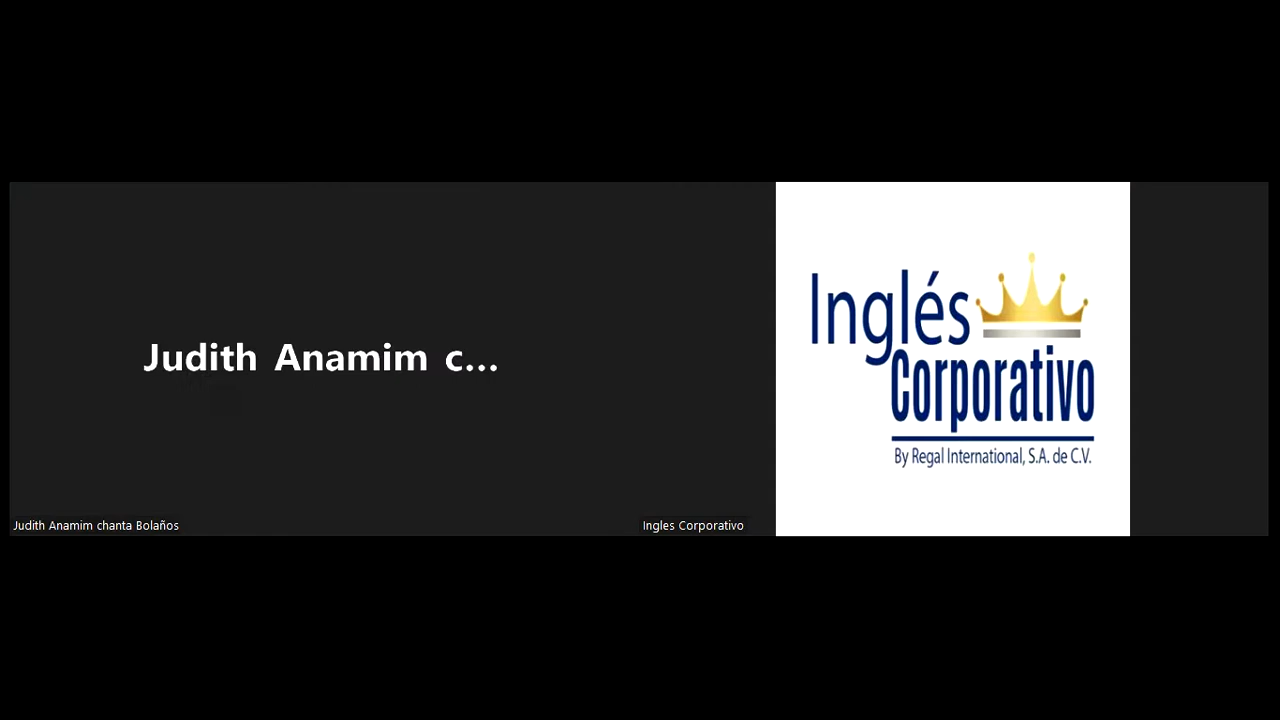 Judith Anamim c...
Judith Anamim chanta Bolaños
Ingles Corporativo
Inglés
Corporativo
By Regal International, S.A. de C.V.